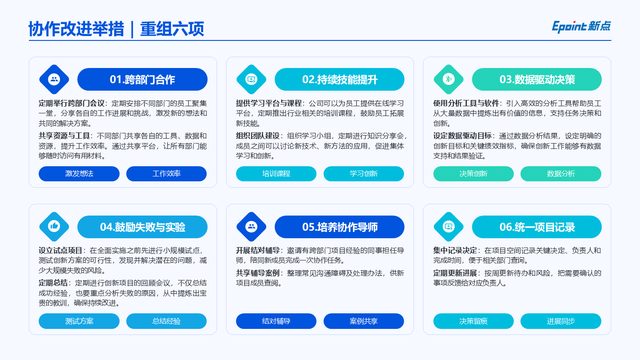 协作改进举措｜重组六项
Epoint新点
01.跨部门合作
定期举行跨部门会议：定期安排不同部门的员工聚集
一堂，分享各自的工作进展和挑战，激发新的想法和
共同的解决方案。
共享资源与工具：不同部门共享各自的工具、数据和
资源，提升工作效率。通过共享平台，让所有部门能
够随时访问有用材料。
激发想法
工作效率
02.持续技能提升
提供学习平台与课程：公司可以为员工提供在线学习
平台，定期推出行业相关的培训课程，鼓励员工拓展
新技能。
组织团队建设：组织学习小组，定期进行知识分享会，
成员之间可以讨论新技术、新方法的应用，促进集体
学习和创新。
培训课程
学习创新
03.数据驱动决策
使用分析工具与软件：引入高效的分析工具帮助员工
从大量数据中提炼出有价值的信息，支持任务决策和
创新。
设定数据驱动目标：通过数据分析结果，设定明确的
创新目标和关键绩效指标，确保创新工作能够有数据
支持和结果验证。
决策创新
数据分析
04.鼓励失败与实验
设立试点项目：在全面实施之前先进行小规模试点，
测试创新方案的可行性，发现并解决潜在的问题，减
少大规模失败的风险。
定期总结：定期进行创新项目的回顾会议，不仅总结
成功经验，也要重点分析失败的原因，从中提炼出宝
贵的教训，确保持续改进。
测试方案
总结经验
05.培养协作导师
开展结对辅导：邀请有跨部门项目经验的同事担任导
师，陪同新成员完成一次协作任务。
共享辅导案例：整理常见沟通障碍及处理办法，供新
项目成员查阅。
结对辅导
案例共享
06.统一项目记录
集中记录决定：在项目空间记录关键决定、负责人和
完成时间，便于相关部门查阅。
定期更新进展：按周更新待办和风险，把需要确认的
事项反馈给对应负责人。
决策留痕
进展同步